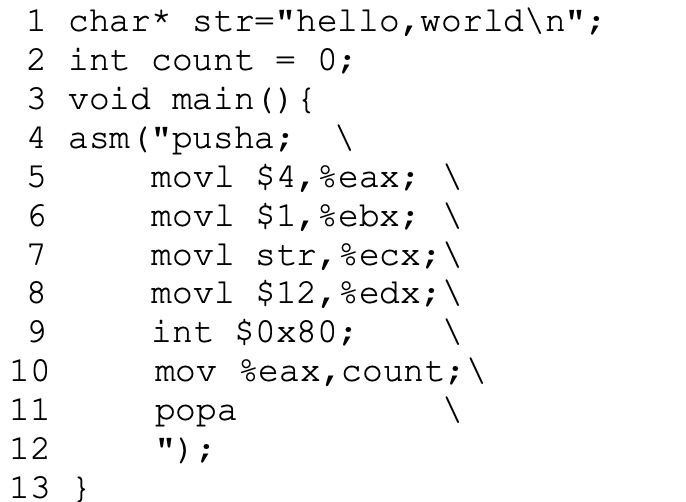 1 char* str="hello,world\n";
2 int count = 0;
3 void main(){
4 asm("pusha;  \
5     movl $4,%eax; \
6     movl $1,%ebx; \
7     movl str,%ecx;\
8     movl $12,%edx;\
9     int $0x80;    \
10     mov %eax,count;\
11     popa          \
12     ");
13 }